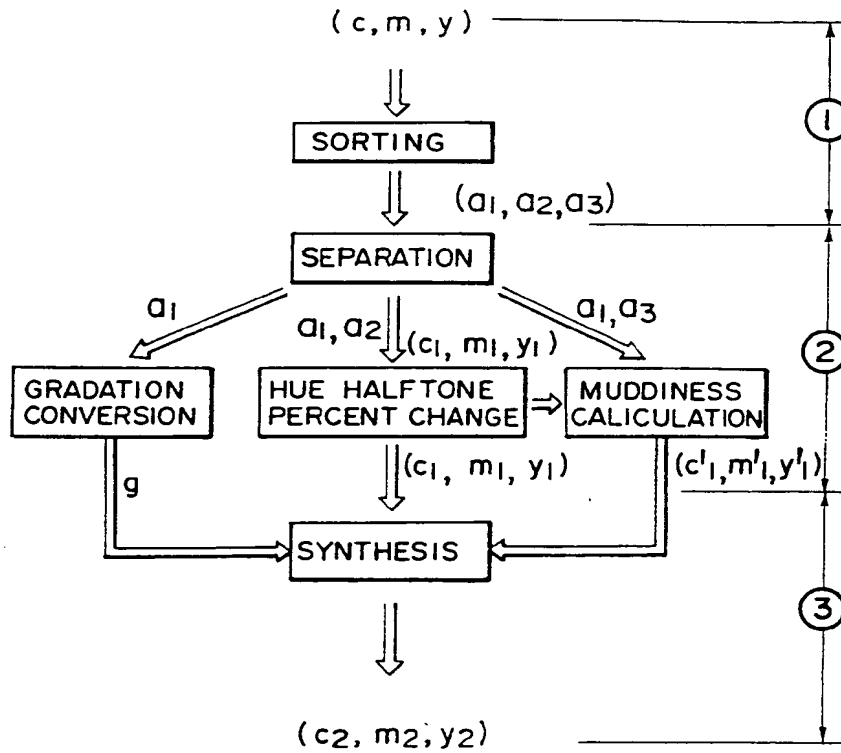 (c, m, y)
1
SORTING
(a1, a2, a3)
SEPARATION
a1
a1, a2
(c1, m1, y1)
a1, a3
2
GRADATION
CONVERSION
HUE HALFTONE
PERCENT CHANGE
MUDDINESS
CALICULATION
g
(c1, m1, y1)
(c'1, m'1, y'1)
SYNTHESIS
3
(c2, m2, y2)